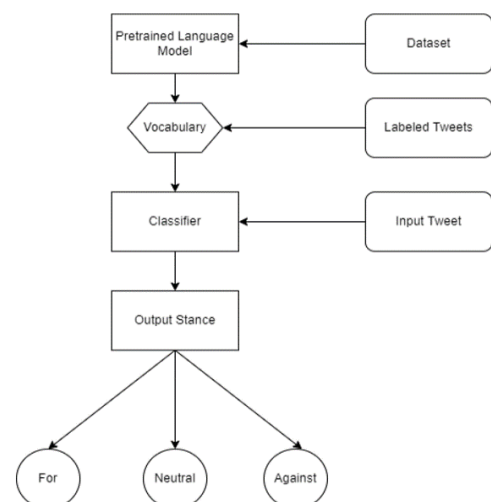 Pretrained Language
Model
Dataset
Vocabulary
Labeled Tweets
Classifier
Input Tweet
Output Stance
For
Neutral
Against